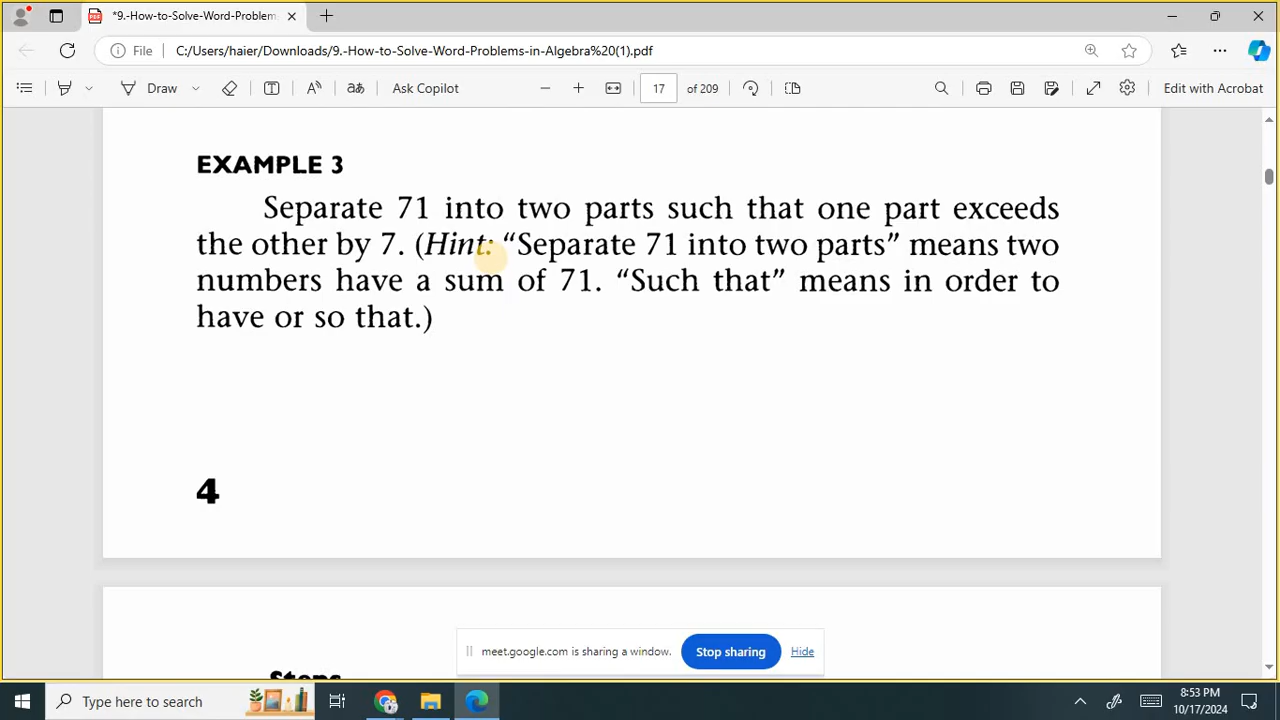 *9.-How-to-Solve-Word-Problem
File
C:/Users/haier/Downloads/9.-How-to-Solve-Word-Problems-in-Algebra%20(1).pdf
Draw
Ask Copilot
17
of 209
Edit with Acrobat
EXAMPLE 3
Separate 71 into two parts such that one part exceeds
the other by 7. (Hint: “Separate 71 into two parts” means two
numbers have a sum of 71. “Such that” means in order to
have or so that.)
4
Steps
meet.google.com is sharing a window.
Stop sharing
Hide
Type here to search
8:53 PM
10/17/2024